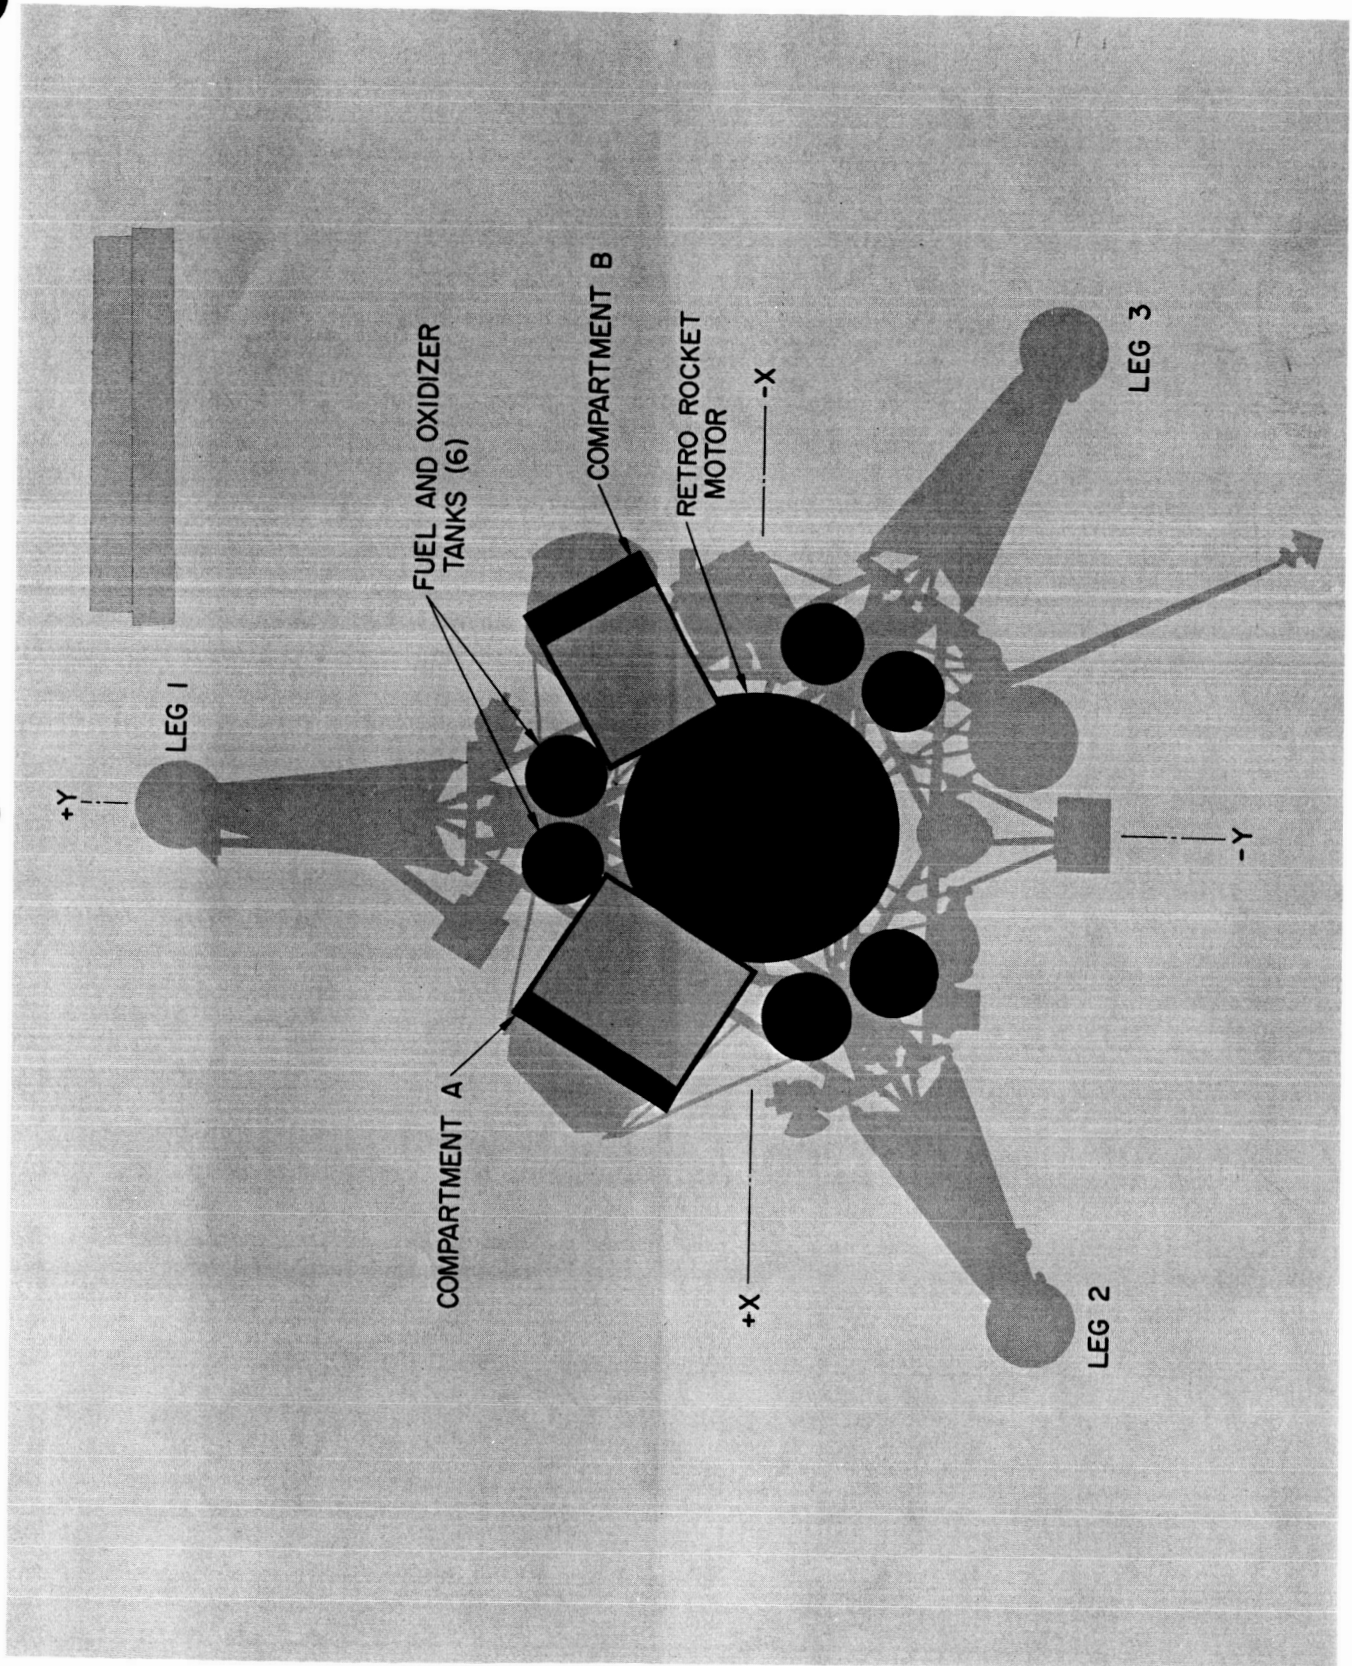 +Y
LEG 1
FUEL AND OXIDIZER
TANKS (6)
COMPARTMENT B
RETRO ROCKET
MOTOR
-X
LEG 3
COMPARTMENT A
+X
LEG 2
-Y